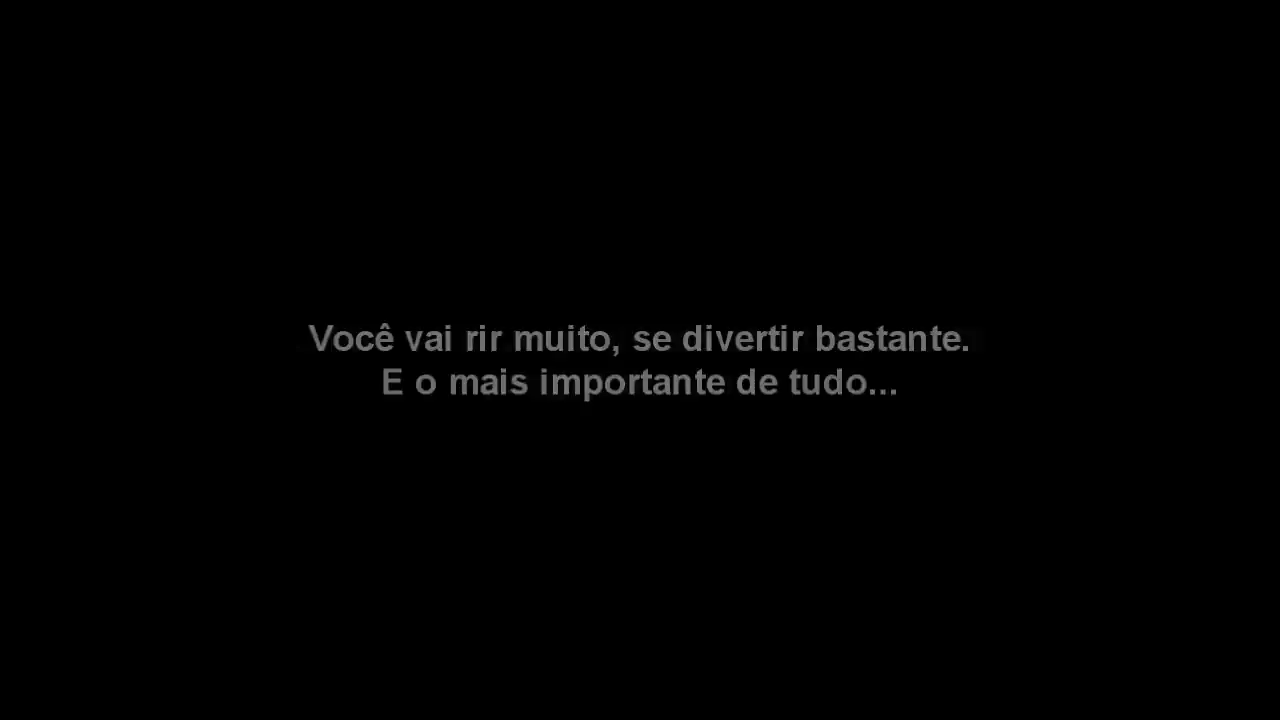 Você vai rir muito, se divertir bastante.
E o mais importante de tudo...